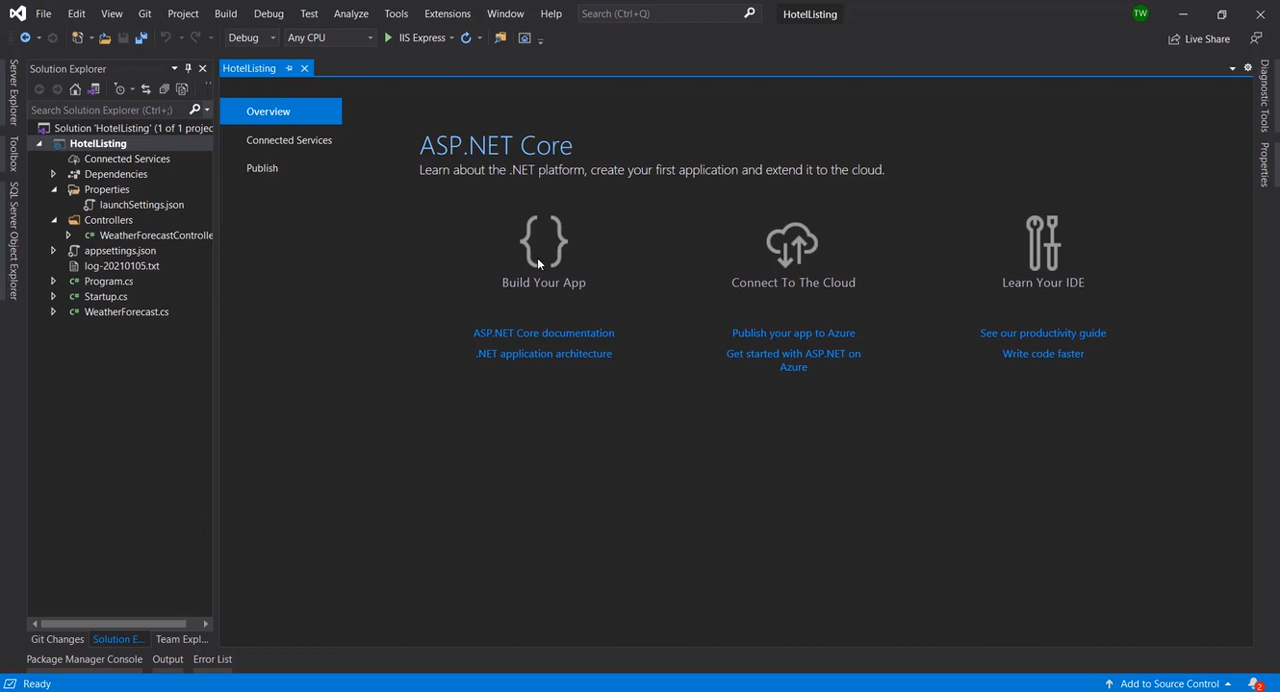 File Edit View Git Project Build Debug Test Analyze Tools Extensions Window Help Search (Ctrl+Q) HotelListing TW
Debug Any CPU IIS Express Live Share
Server Explorer
Toolbox
SQL Server Object Explorer
Solution Explorer
Search Solution Explorer (Ctrl+;)
Solution 'HotelListing' (1 of 1 projec
HotelListing
Connected Services
Dependencies
Properties
launchSettings.json
Controllers
WeatherForecastControlle
appsettings.json
log-20210105.txt
Program.cs
Startup.cs
WeatherForecast.cs
Git Changes Solution E... Team Expl...
HotelListing
Overview
Connected Services
Publish
ASP.NET Core
Learn about the .NET platform, create your first application and extend it to the cloud.
Build Your App
ASP.NET Core documentation
.NET application architecture
Connect To The Cloud
Publish your app to Azure
Get started with ASP.NET on
Azure
Learn Your IDE
See our productivity guide
Write code faster
Diagnostic Tools
Properties
Package Manager Console Output Error List
Ready Add to Source Control 2